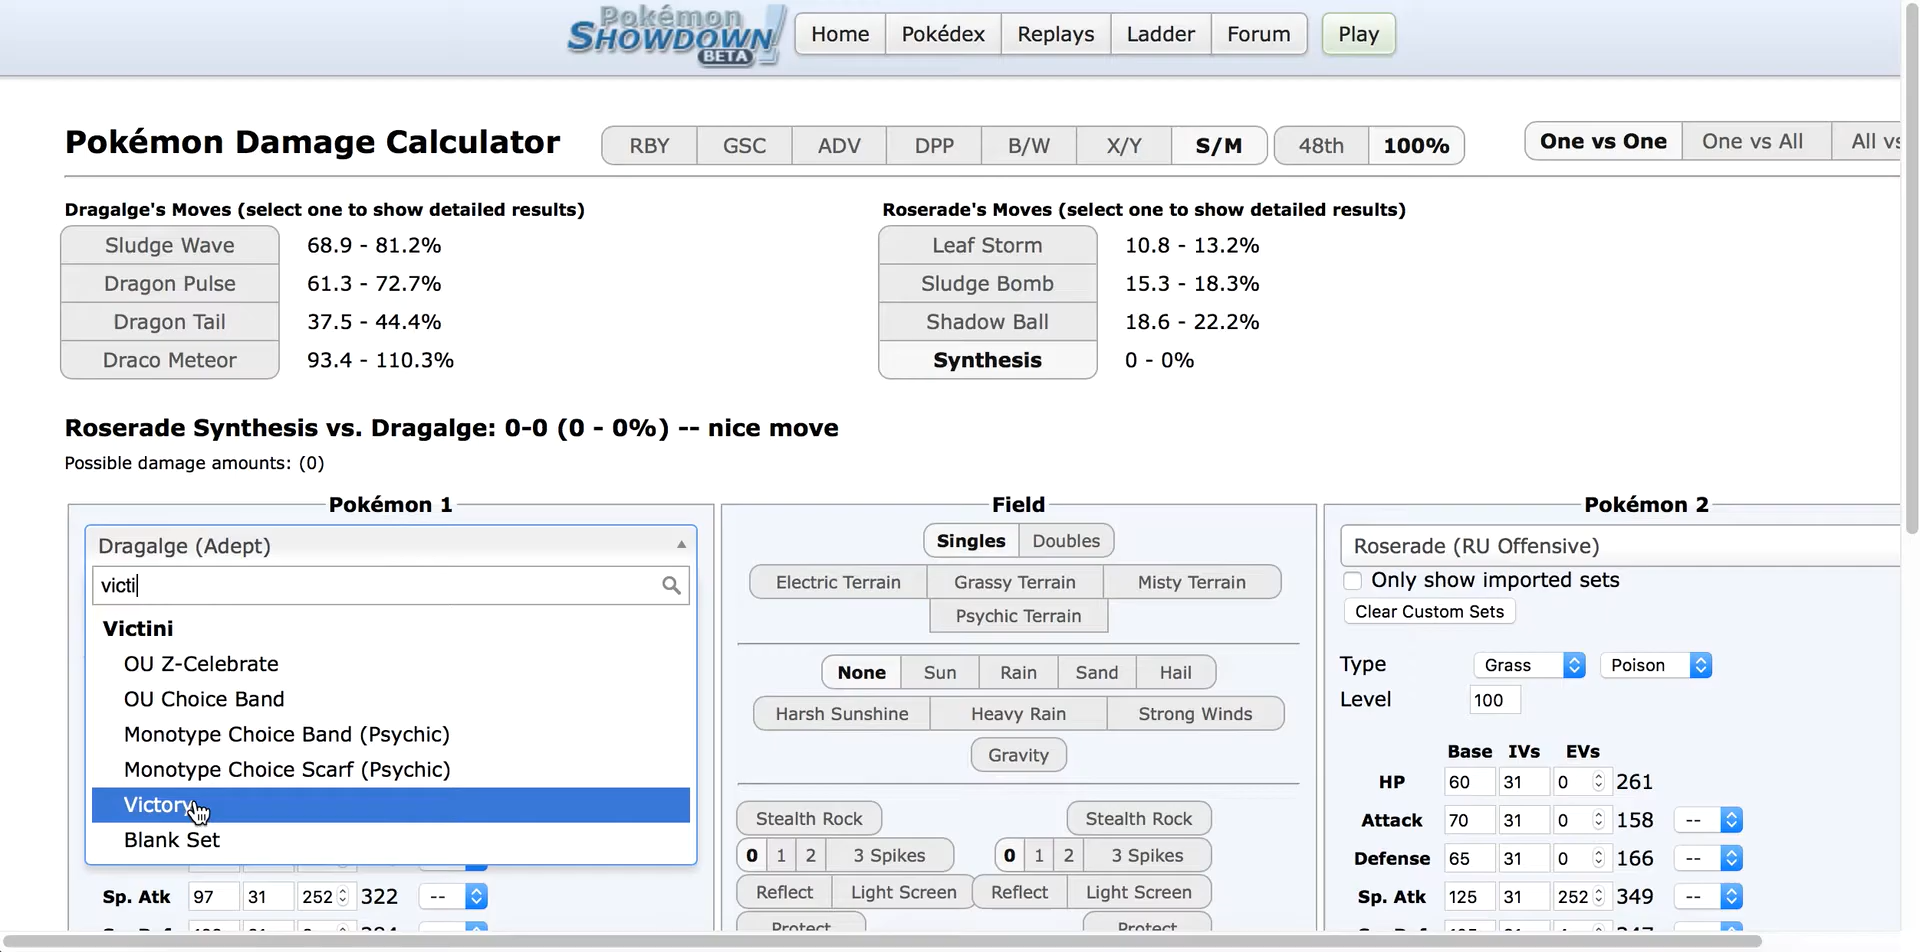 Pokémon
SHOWDOWN!
BETA
Home Pokédex Replays Ladder Forum Play
Pokémon Damage Calculator RBY GSC ADV DPP B/W X/Y S/M 48th 100% One vs One One vs All All vs
Dragalge's Moves (select one to show detailed results) Roserade's Moves (select one to show detailed results)
Sludge Wave 68.9 - 81.2% Leaf Storm 10.8 - 13.2%
Dragon Pulse 61.3 - 72.7% Sludge Bomb 15.3 - 18.3%
Dragon Tail 37.5 - 44.4% Shadow Ball 18.6 - 22.2%
Draco Meteor 93.4 - 110.3% Synthesis 0 - 0%
Roserade Synthesis vs. Dragalge: 0-0 (0 - 0%) -- nice move
Possible damage amounts: (0)
Pokémon 1
Dragalge (Adept)
victi
Victini
OU Z-Celebrate
OU Choice Band
Monotype Choice Band (Psychic)
Monotype Choice Scarf (Psychic)
Victory
Blank Set
Sp. Atk 97 31 252 322 --
Field
Singles Doubles
Electric Terrain Grassy Terrain Misty Terrain
Psychic Terrain
None Sun Rain Sand Hail
Harsh Sunshine Heavy Rain Strong Winds
Gravity
Stealth Rock Stealth Rock
0 1 2 3 Spikes 0 1 2 3 Spikes
Reflect Light Screen Reflect Light Screen
Protect Protect
Pokémon 2
Roserade (RU Offensive)
Only show imported sets
Clear Custom Sets
Type Grass Poison
Level 100
Base IVs EVs
HP 60 31 0 261
Attack 70 31 0 158 --
Defense 65 31 0 166 --
Sp. Atk 125 31 252 349 --